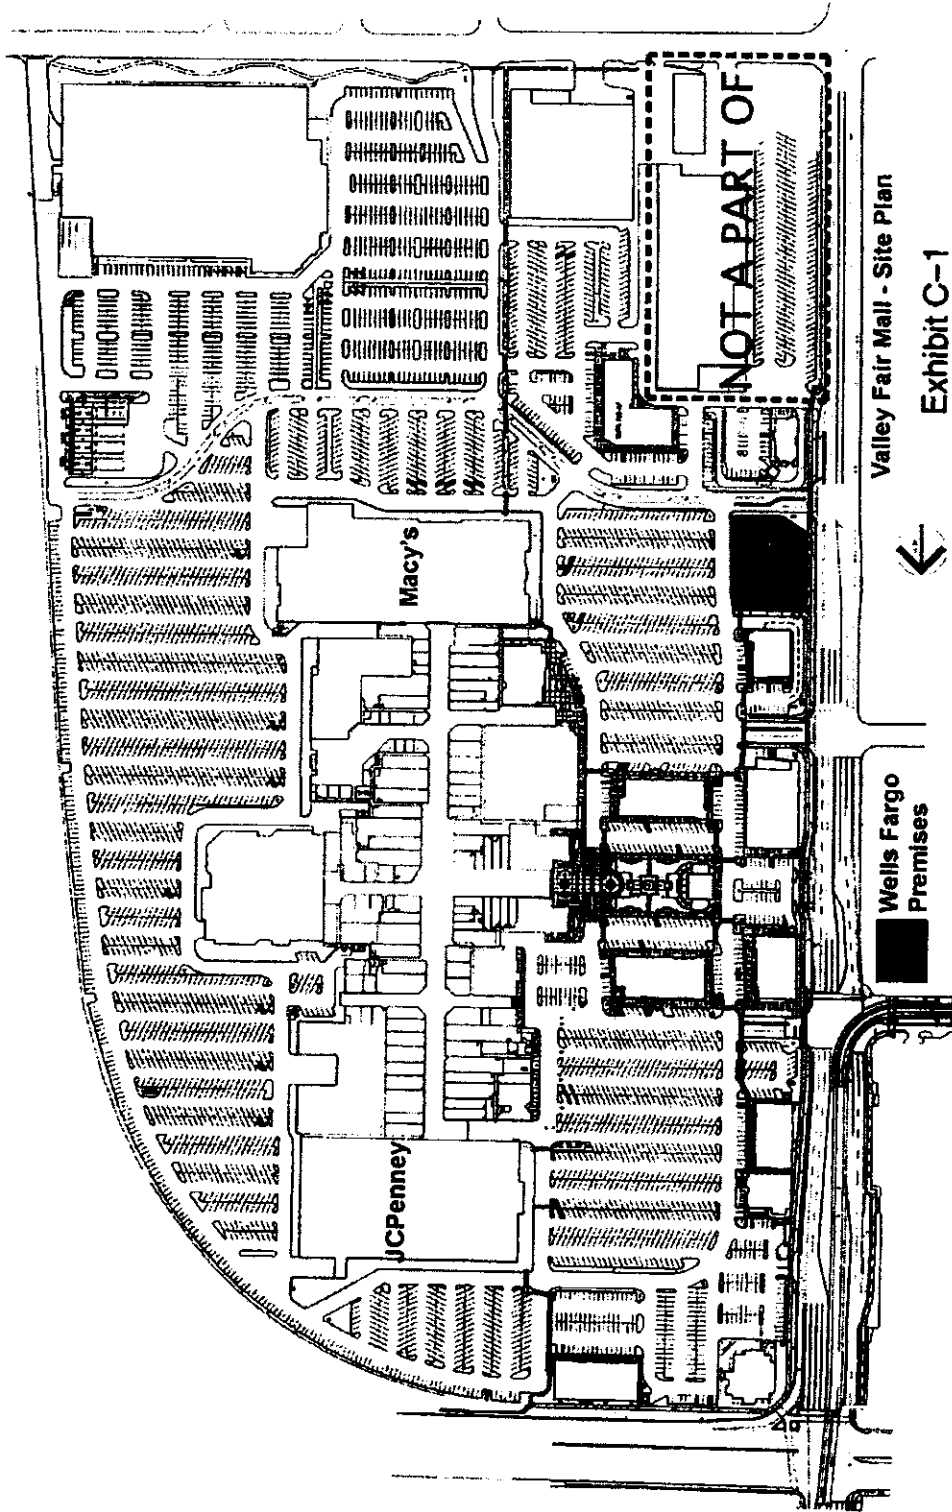 NOT A PART OF
Macy's
JCPenney
Valley Fair Mall - Site Plan
Exhibit C-1
Wells Fargo
Premises